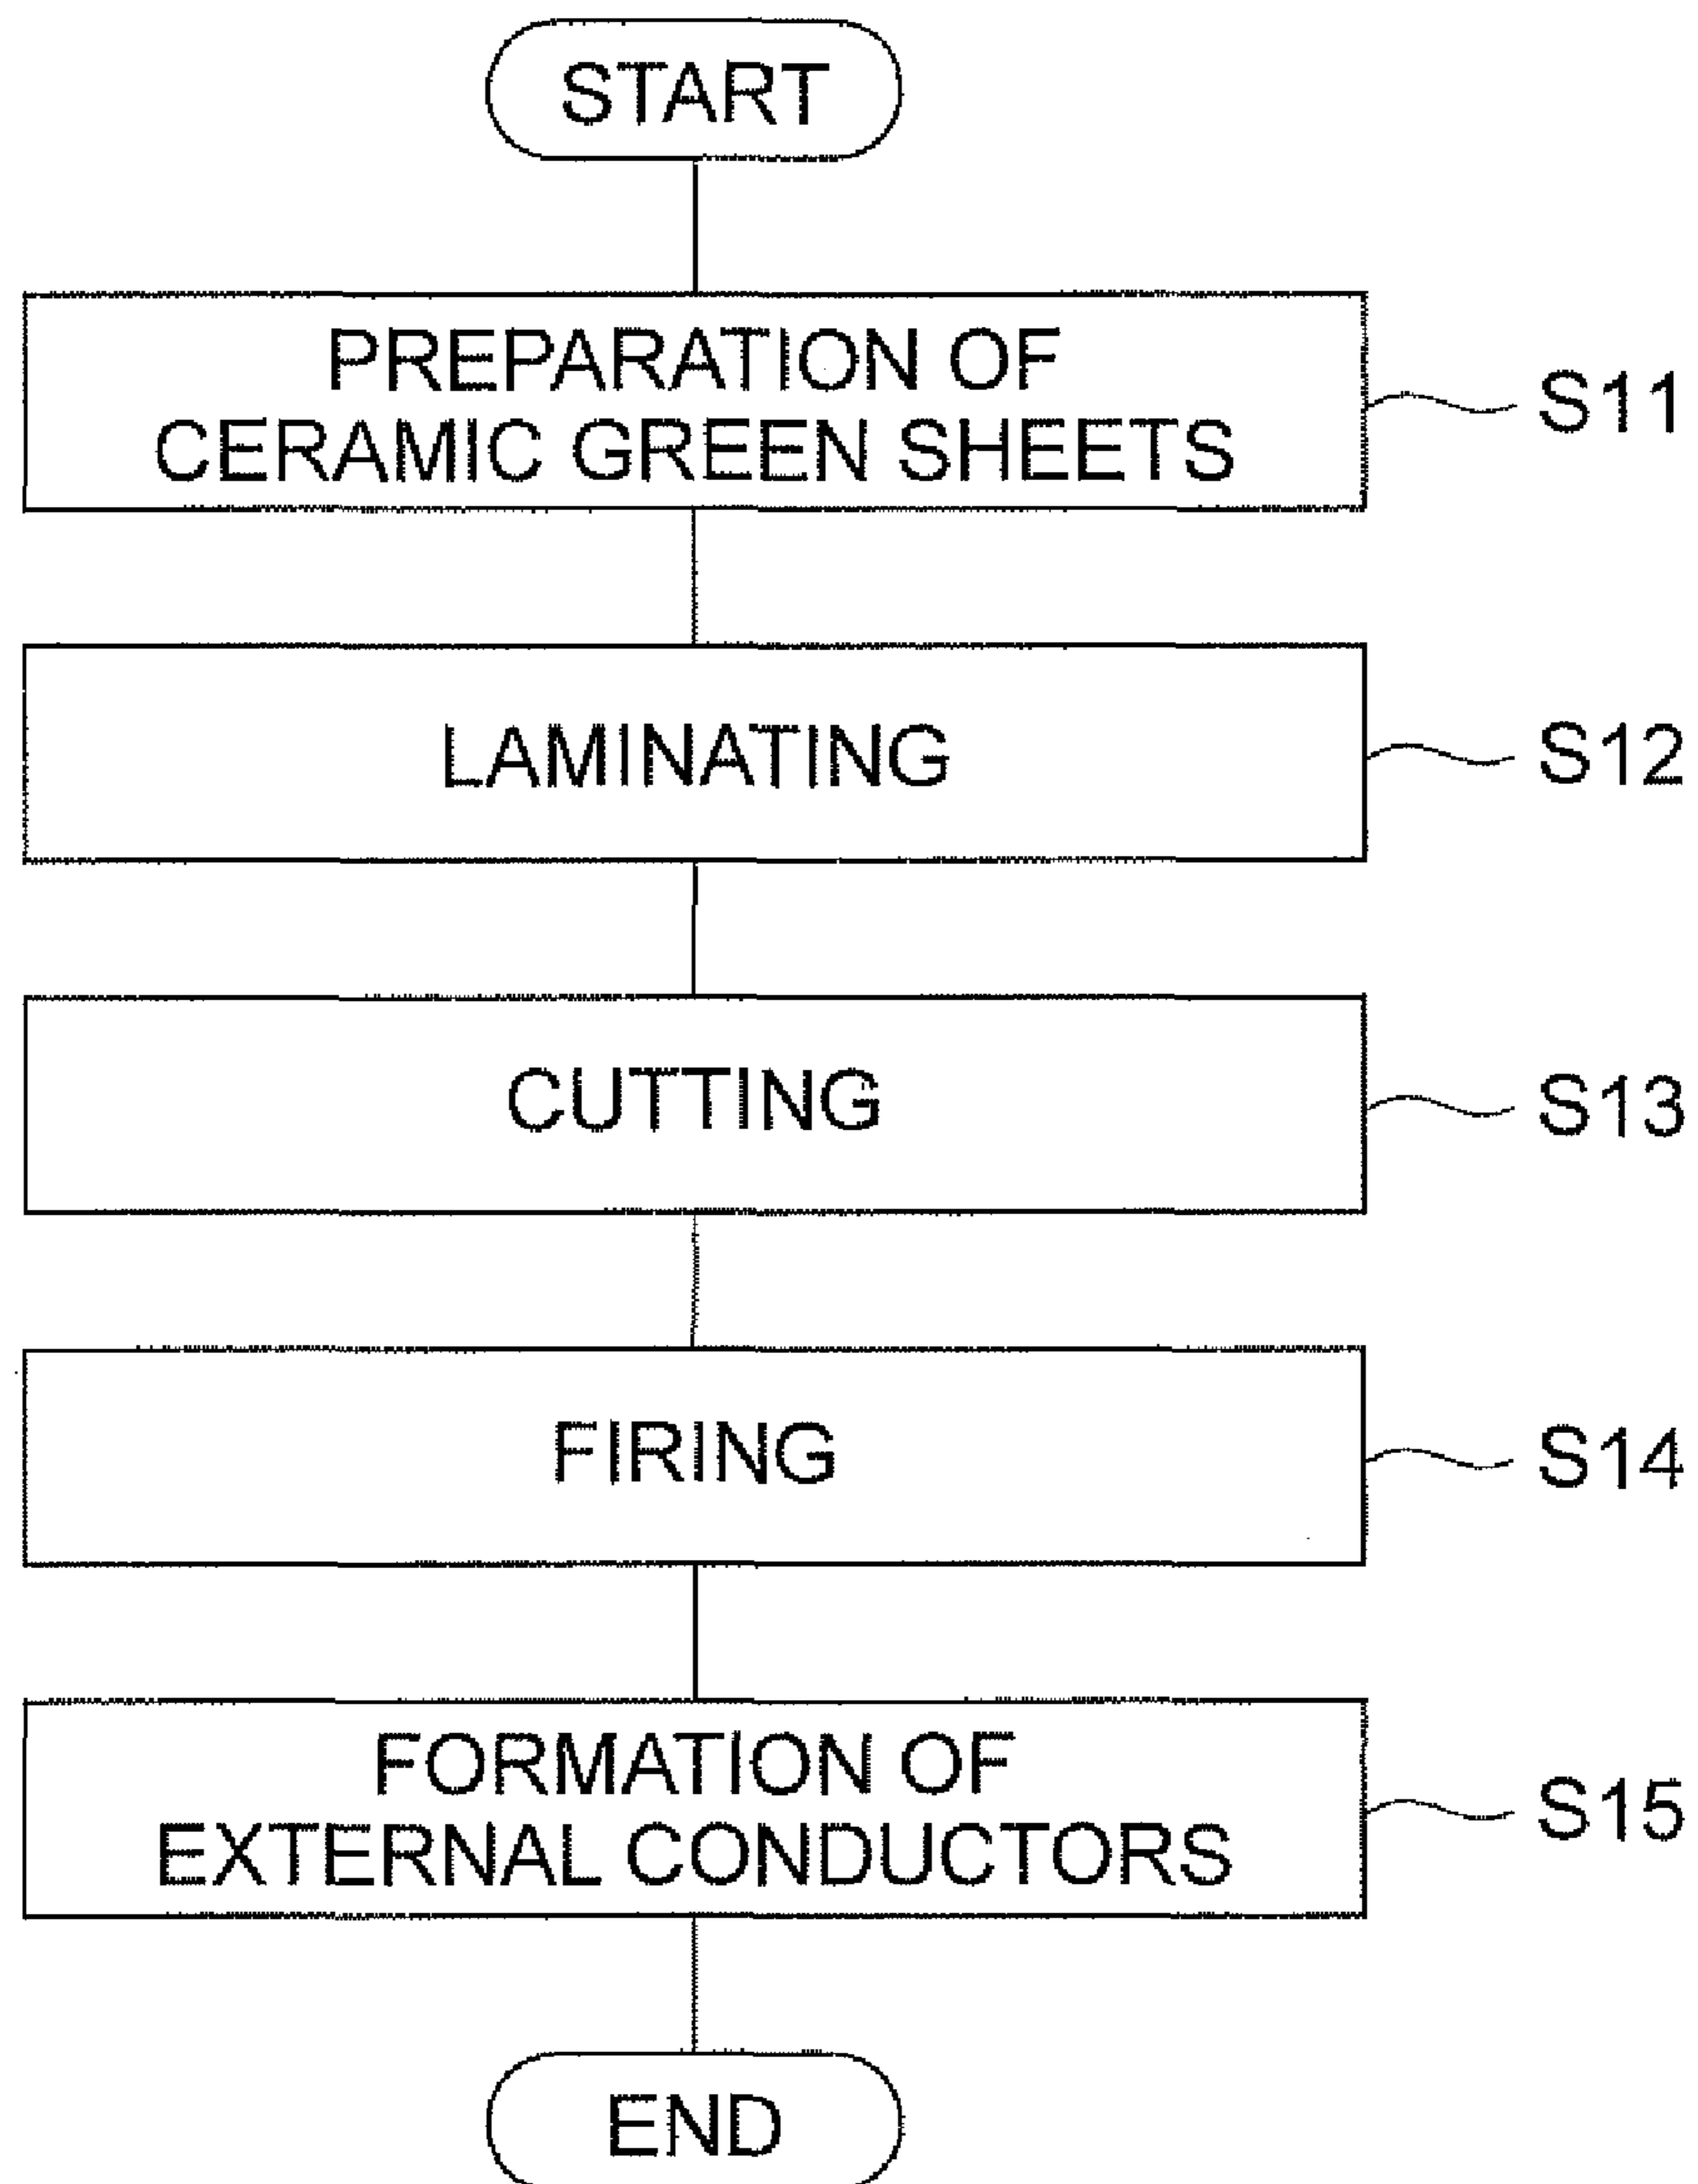 START
PREPARATION OF
CERAMIC GREEN SHEETS
S11
LAMINATING
S12
CUTTING
S13
FIRING
S14
FORMATION OF
EXTERNAL CONDUCTORS
S15
END